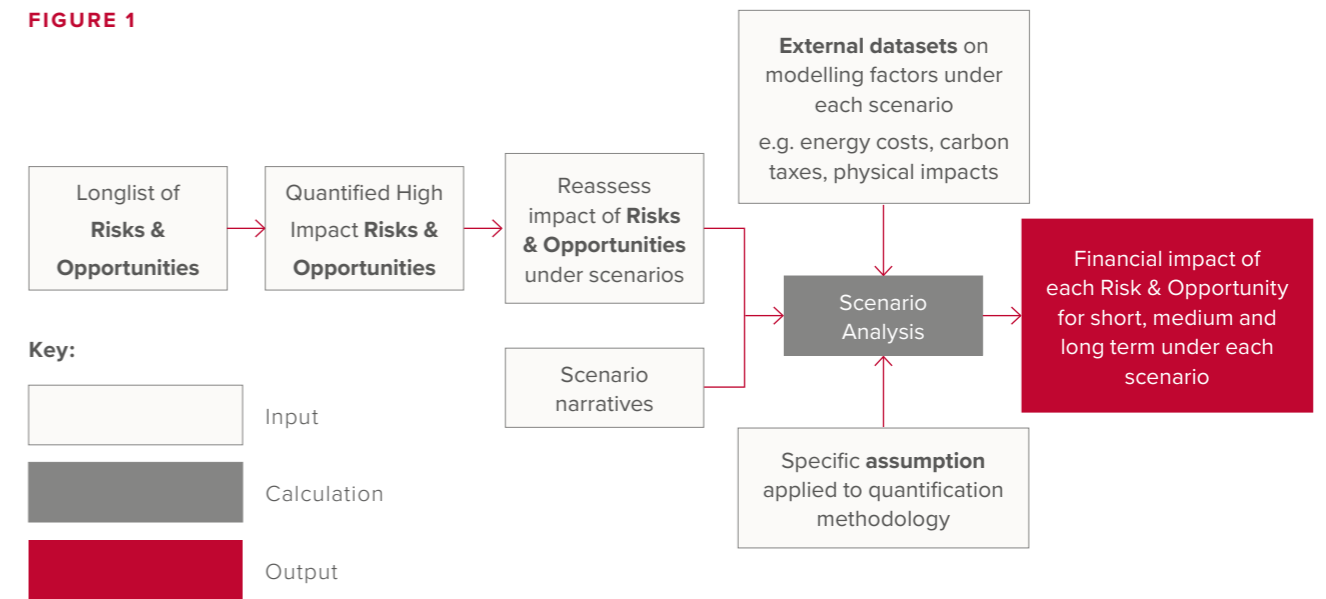 FIGURE 1
Longlist of
Risks &
Opportunities
Quantified High
Impact Risks &
Opportunities
Reassess
impact of Risks
& Opportunities
under scenarios
Scenario
narratives
External datasets on
modelling factors under
each scenario
e.g. energy costs, carbon
taxes, physical impacts
Scenario
Analysis
Specific assumption
applied to quantification
methodology
Financial impact of
each Risk & Opportunity
for short, medium and
long term under each
scenario
Key:
Input
Calculation
Output